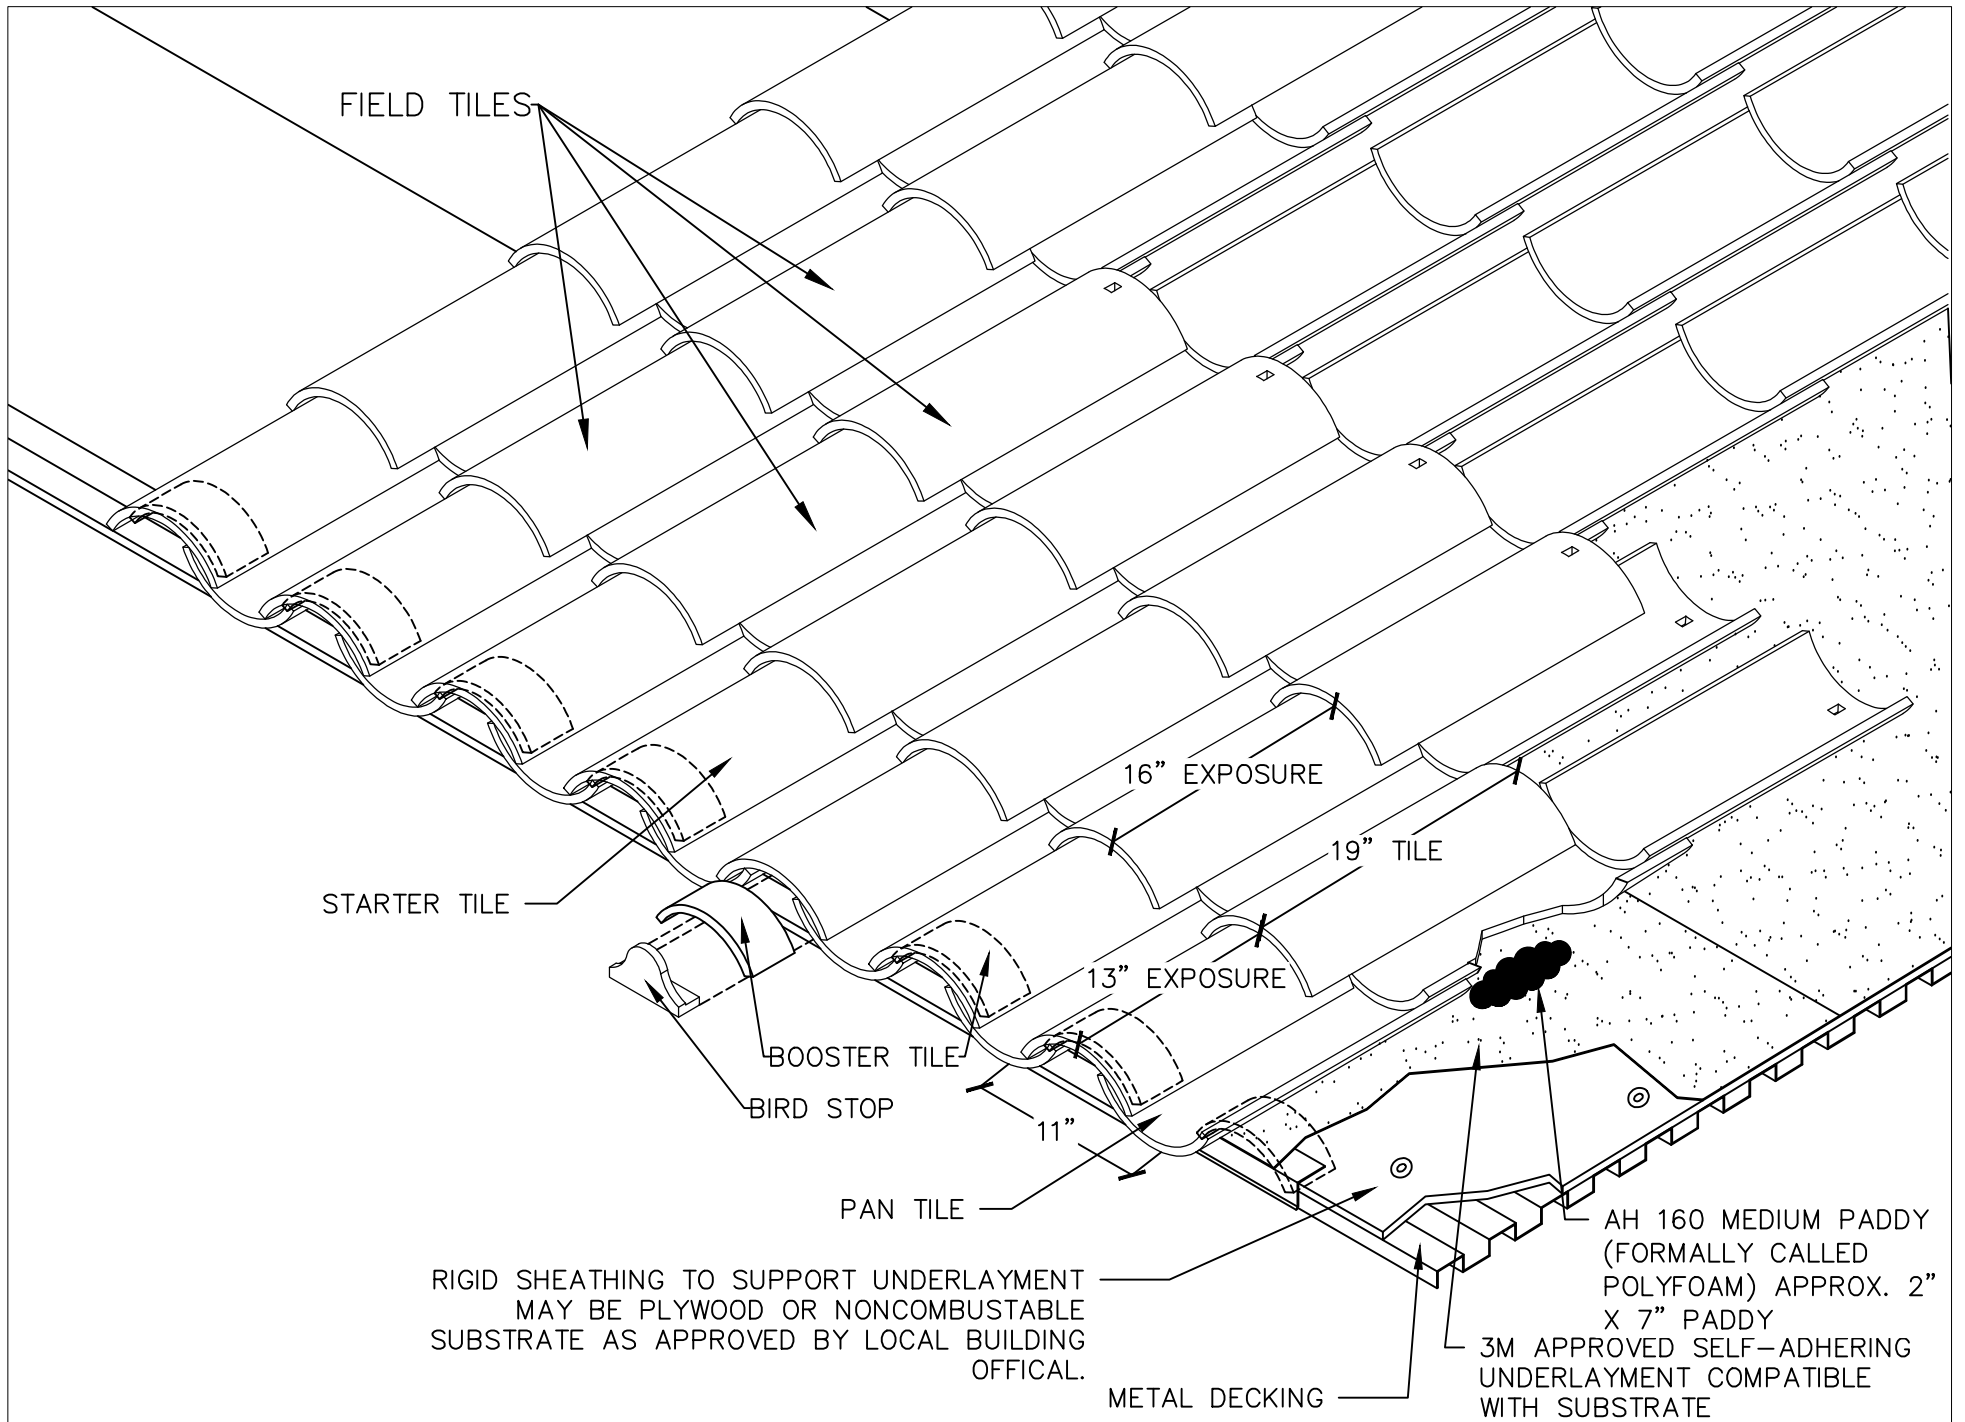 FIELD TILES
16” EXPOSURE
19” TILE
STARTER TILE
13” EXPOSURE
BOOSTER TILE
BIRD STOP
11”
PAN TILE
AH 160 MEDIUM PADDY
(FORMALLY CALLED
POLYFOAM) APPROX. 2”
X 7” PADDY
RIGID SHEATHING TO SUPPORT UNDERLAYMENT
MAY BE PLYWOOD OR NONCOMBUSTABLE
SUBSTRATE AS APPROVED BY LOCAL BUILDING
OFFICAL.
3M APPROVED SELF-ADHERING
UNDERLAYMENT COMPATIBLE
WITH SUBSTRATE
METAL DECKING